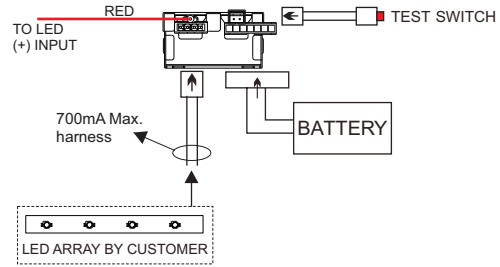 RED
TO LED
(+) INPUT
TEST SWITCH
700mA Max.
harness
BATTERY
LED ARRAY BY CUSTOMER